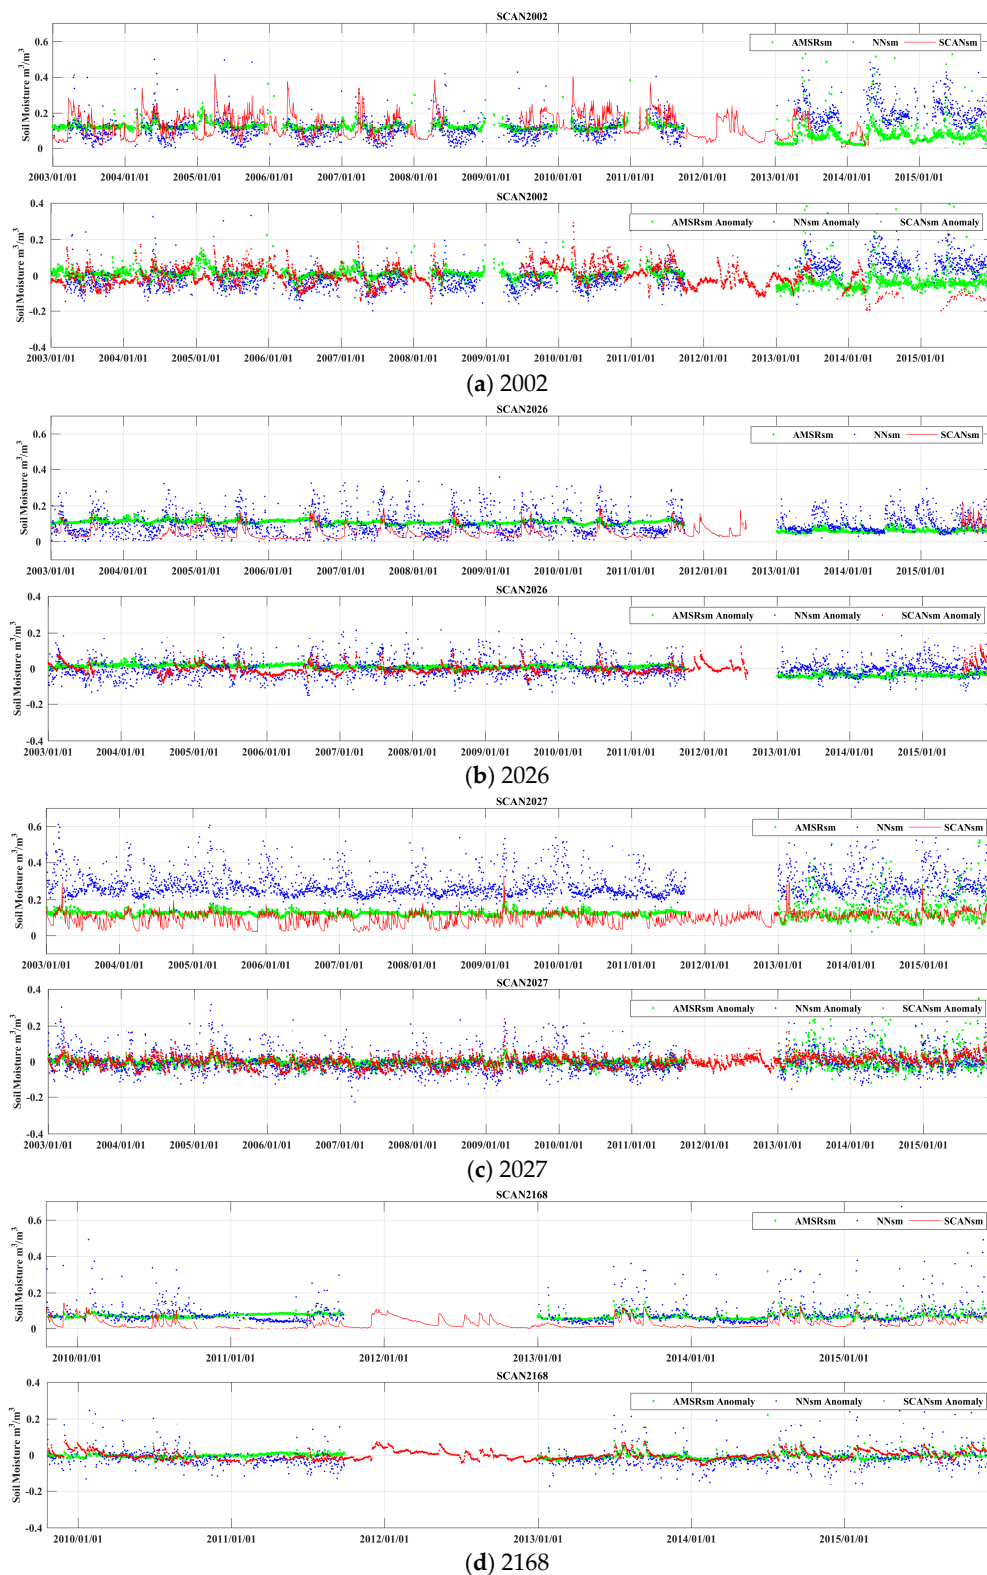 SCAN2002
AMSRsm NNsm SCANsm
Soil Moisture m³/m³
0.6
0.4
0.2
0
2003/01/01 2004/01/01 2005/01/01 2006/01/01 2007/01/01 2008/01/01 2009/01/01 2010/01/01 2011/01/01 2012/01/01 2013/01/01 2014/01/01 2015/01/01
SCAN2002
AMSRsm Anomaly NNsm Anomaly SCANsm Anomaly
Soil Moisture m³/m³
0.4
0.2
0
-0.2
-0.4
2003/01/01 2004/01/01 2005/01/01 2006/01/01 2007/01/01 2008/01/01 2009/01/01 2010/01/01 2011/01/01 2012/01/01 2013/01/01 2014/01/01 2015/01/01
(a) 2002
SCAN2026
AMSRsm NNsm SCANsm
Soil Moisture m³/m³
0.6
0.4
0.2
0
2003/01/01 2004/01/01 2005/01/01 2006/01/01 2007/01/01 2008/01/01 2009/01/01 2010/01/01 2011/01/01 2012/01/01 2013/01/01 2014/01/01 2015/01/01
SCAN2026
AMSRsm Anomaly NNsm Anomaly SCANsm Anomaly
Soil Moisture m³/m³
0.4
0.2
0
-0.2
-0.4
2003/01/01 2004/01/01 2005/01/01 2006/01/01 2007/01/01 2008/01/01 2009/01/01 2010/01/01 2011/01/01 2012/01/01 2013/01/01 2014/01/01 2015/01/01
(b) 2026
SCAN2027
AMSRsm NNsm SCANsm
Soil Moisture m³/m³
0.6
0.4
0.2
0
2003/01/01 2004/01/01 2005/01/01 2006/01/01 2007/01/01 2008/01/01 2009/01/01 2010/01/01 2011/01/01 2012/01/01 2013/01/01 2014/01/01 2015/01/01
SCAN2027
AMSRsm Anomaly NNsm Anomaly SCANsm Anomaly
Soil Moisture m³/m³
0.4
0.2
0
-0.2
-0.4
2003/01/01 2004/01/01 2005/01/01 2006/01/01 2007/01/01 2008/01/01 2009/01/01 2010/01/01 2011/01/01 2012/01/01 2013/01/01 2014/01/01 2015/01/01
(c) 2027
SCAN2168
AMSRsm NNsm SCANsm
Soil Moisture m³/m³
0.6
0.4
0.2
0
2010/01/01 2011/01/01 2012/01/01 2013/01/01 2014/01/01 2015/01/01
SCAN2168
AMSRsm Anomaly NNsm Anomaly SCANsm Anomaly
Soil Moisture m³/m³
0.4
0.2
0
-0.2
-0.4
2010/01/01 2011/01/01 2012/01/01 2013/01/01 2014/01/01 2015/01/01
(d) 2168